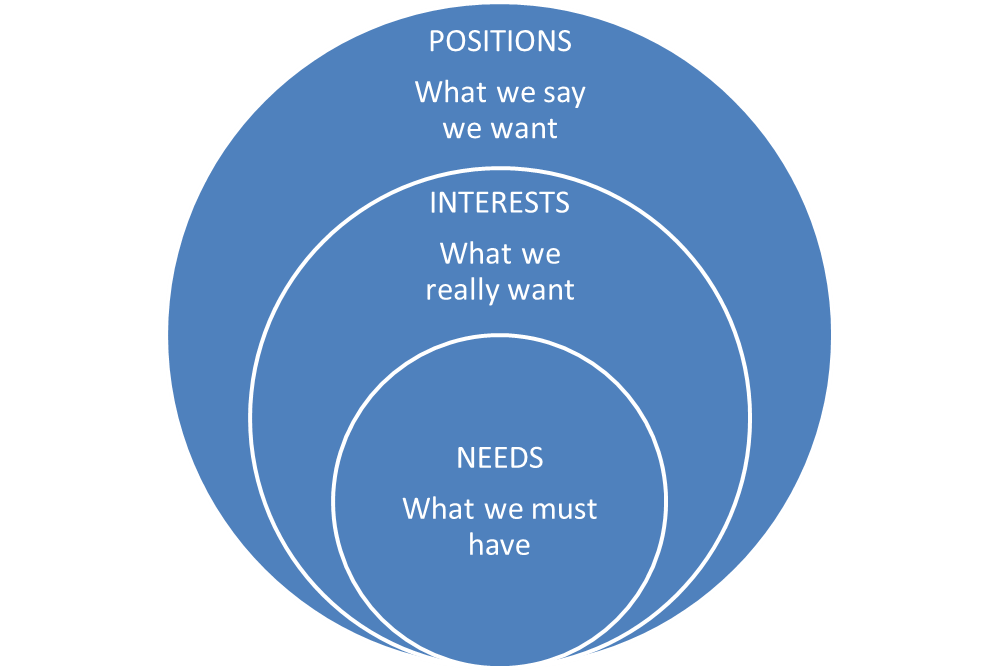 POSITIONS
What we say
we want
INTERESTS
What we
really want
NEEDS
What we must
have